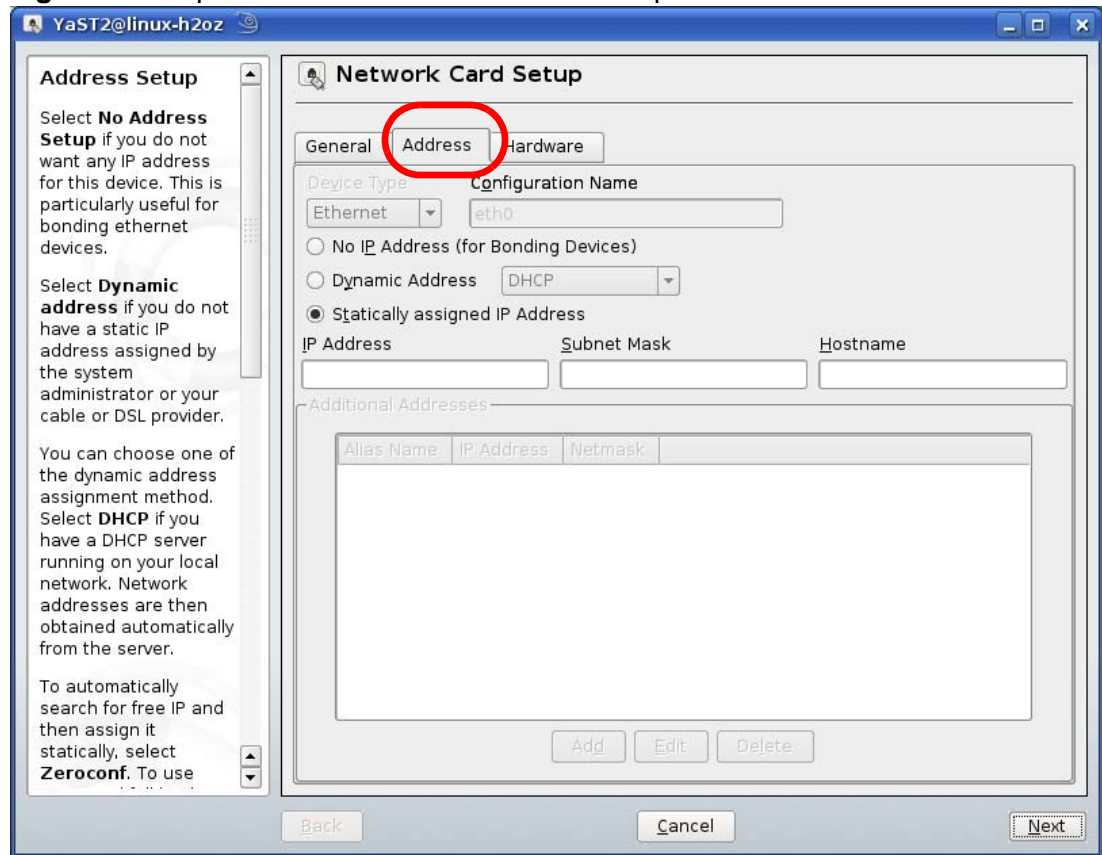 YaST2@linux-h2oz
Address Setup
Select No Address
Setup if you do not
want any IP address
for this device. This is
particularly useful for
bonding ethernet
devices.
Select Dynamic
address if you do not
have a static IP
address assigned by
the system
administrator or your
cable or DSL provider.
You can choose one of
the dynamic address
assignment method.
Select DHCP if you
have a DHCP server
running on your local
network. Network
addresses are then
obtained automatically
from the server.
To automatically
search for free IP and
then assign it
statically, select
Zeroconf. To use
Network Card Setup
General Address Hardware
Device Type Configuration Name
Ethernet eth0
No IP Address (for Bonding Devices)
Dynamic Address DHCP
Statically assigned IP Address
IP Address Subnet Mask Hostname
Additional Addresses
Alias Name IP Address Netmask
Add Edit Delete
Back Cancel Next